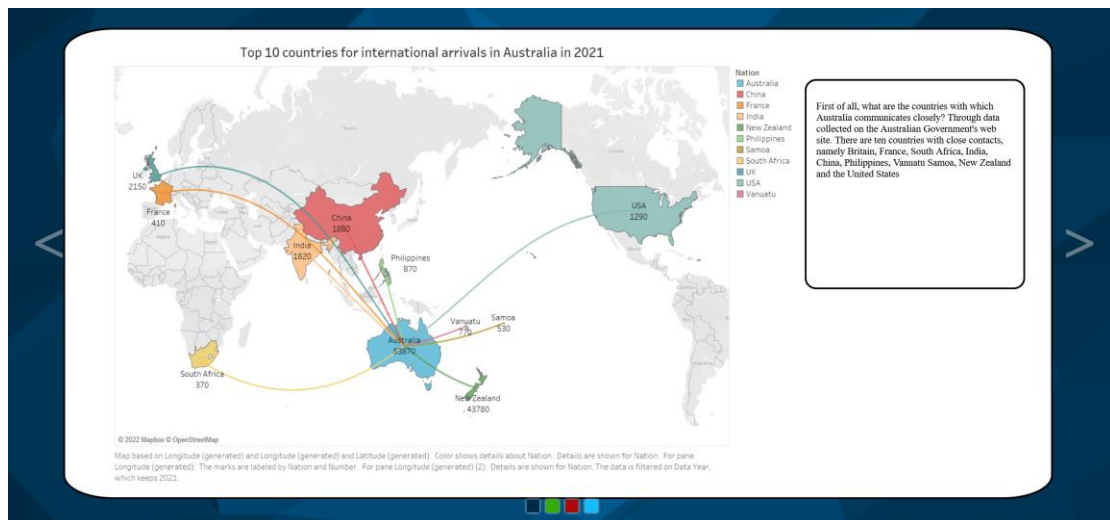 Top 10 countries for international arrivals in Australia in 2021
Nation
Australia
China
France
India
New Zealand
Philippines
Samoa
South Africa
UK
USA
Vanuatu
First of all, what are the countries with which
Australia communicates closely? Through data
collected on the Australian Government's web
site. There are ten countries with close contacts,
namely Britain, France, South Africa, India,
China, Philippines, Vanuatu Samoa, New Zealand
and the United States
UK
2150
France
410
China
1880
India
1820
Philippines
870
USA
1290
Vanuatu
770
Samoa
530
Australia
53870
South Africa
370
New Zealand
43780
© 2022 Mapbox © OpenStreetMap
Map based on Longitude (generated) and Longitude (generated) and Latitude (generated). Color shows details about Nation. Details are shown for Nation. For pane
Longitude (generated): The marks are labeled by Nation and Number. For pane Longitude (generated) (2): Details are shown for Nation. The data is filtered on Data Year,
which keeps 2021.
<
>